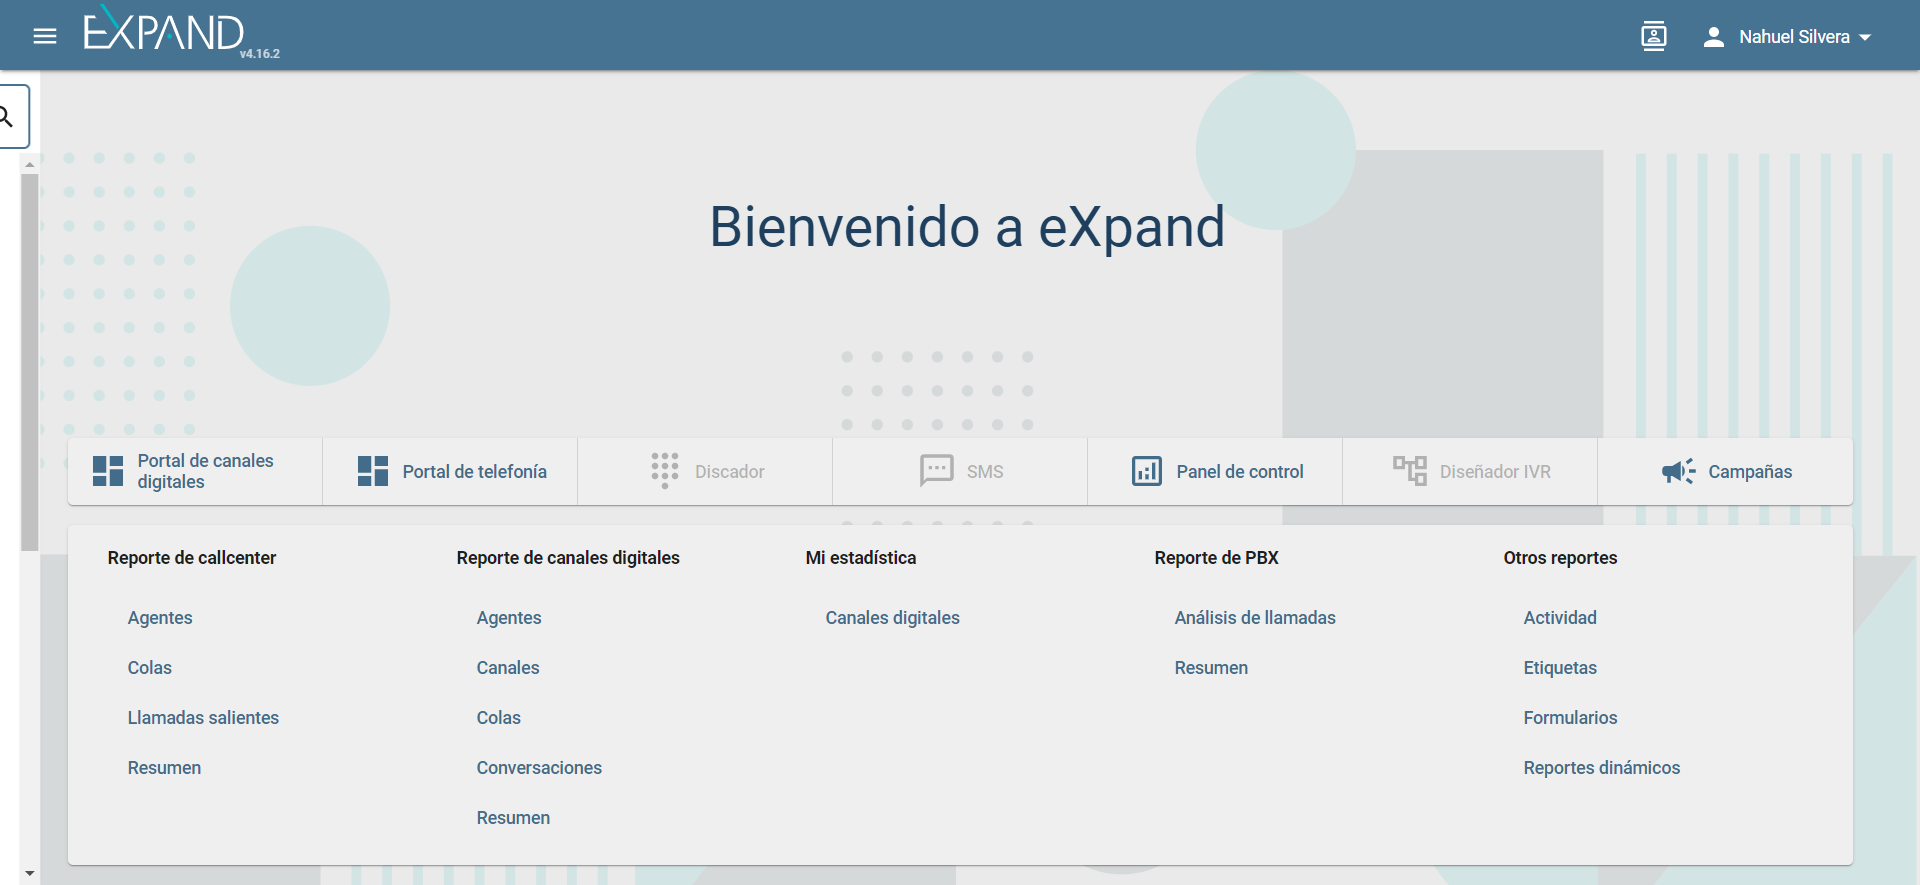 EXPAND
v4.16.2
Nahuel Silvera
Bienvenido a eXpand
Portal de canales
digitales
Portal de telefonía
Discador
SMS
Panel de control
Diseñador IVR
Campañas
Reporte de callcenter
Agentes
Colas
Llamadas salientes
Resumen
Reporte de canales digitales
Agentes
Canales
Colas
Conversaciones
Resumen
Mi estadística
Canales digitales
Reporte de PBX
Análisis de llamadas
Resumen
Otros reportes
Actividad
Etiquetas
Formularios
Reportes dinámicos